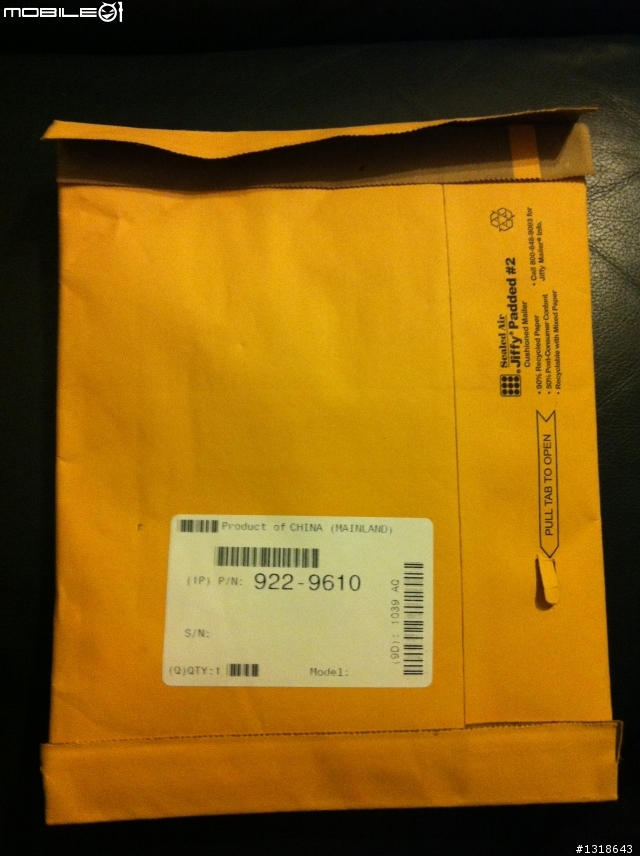 MOBILE01
Sealed Air
Jiffy® Padded #2
Cushioned Mailer
• 90% Recycled Paper
• 50% Post-Consumer Content
• Recyclable with Mixed Paper
• Call 800-648-9093 for
Jiffy Mailer® Info.
PULL TAB TO OPEN
Product of CHINA (MAINLAND)
(1P) P/N: 922-9610
S/N:
(9D): 1039 AQ
(Q)QTY:1
Model:
#1318643